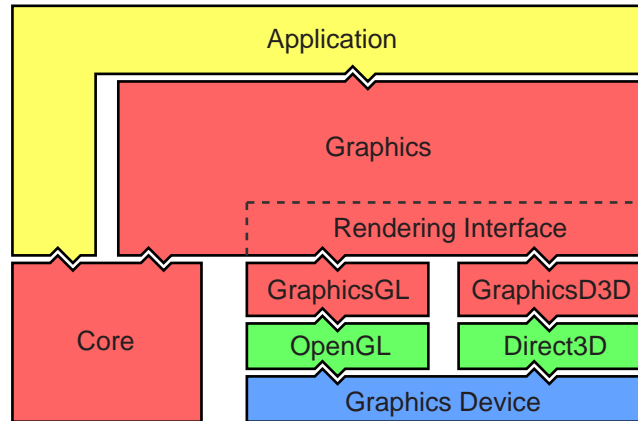 Application
Graphics
Rendering Interface
GraphicsGL
GraphicsD3D
Core
OpenGL
Direct3D
Graphics Device